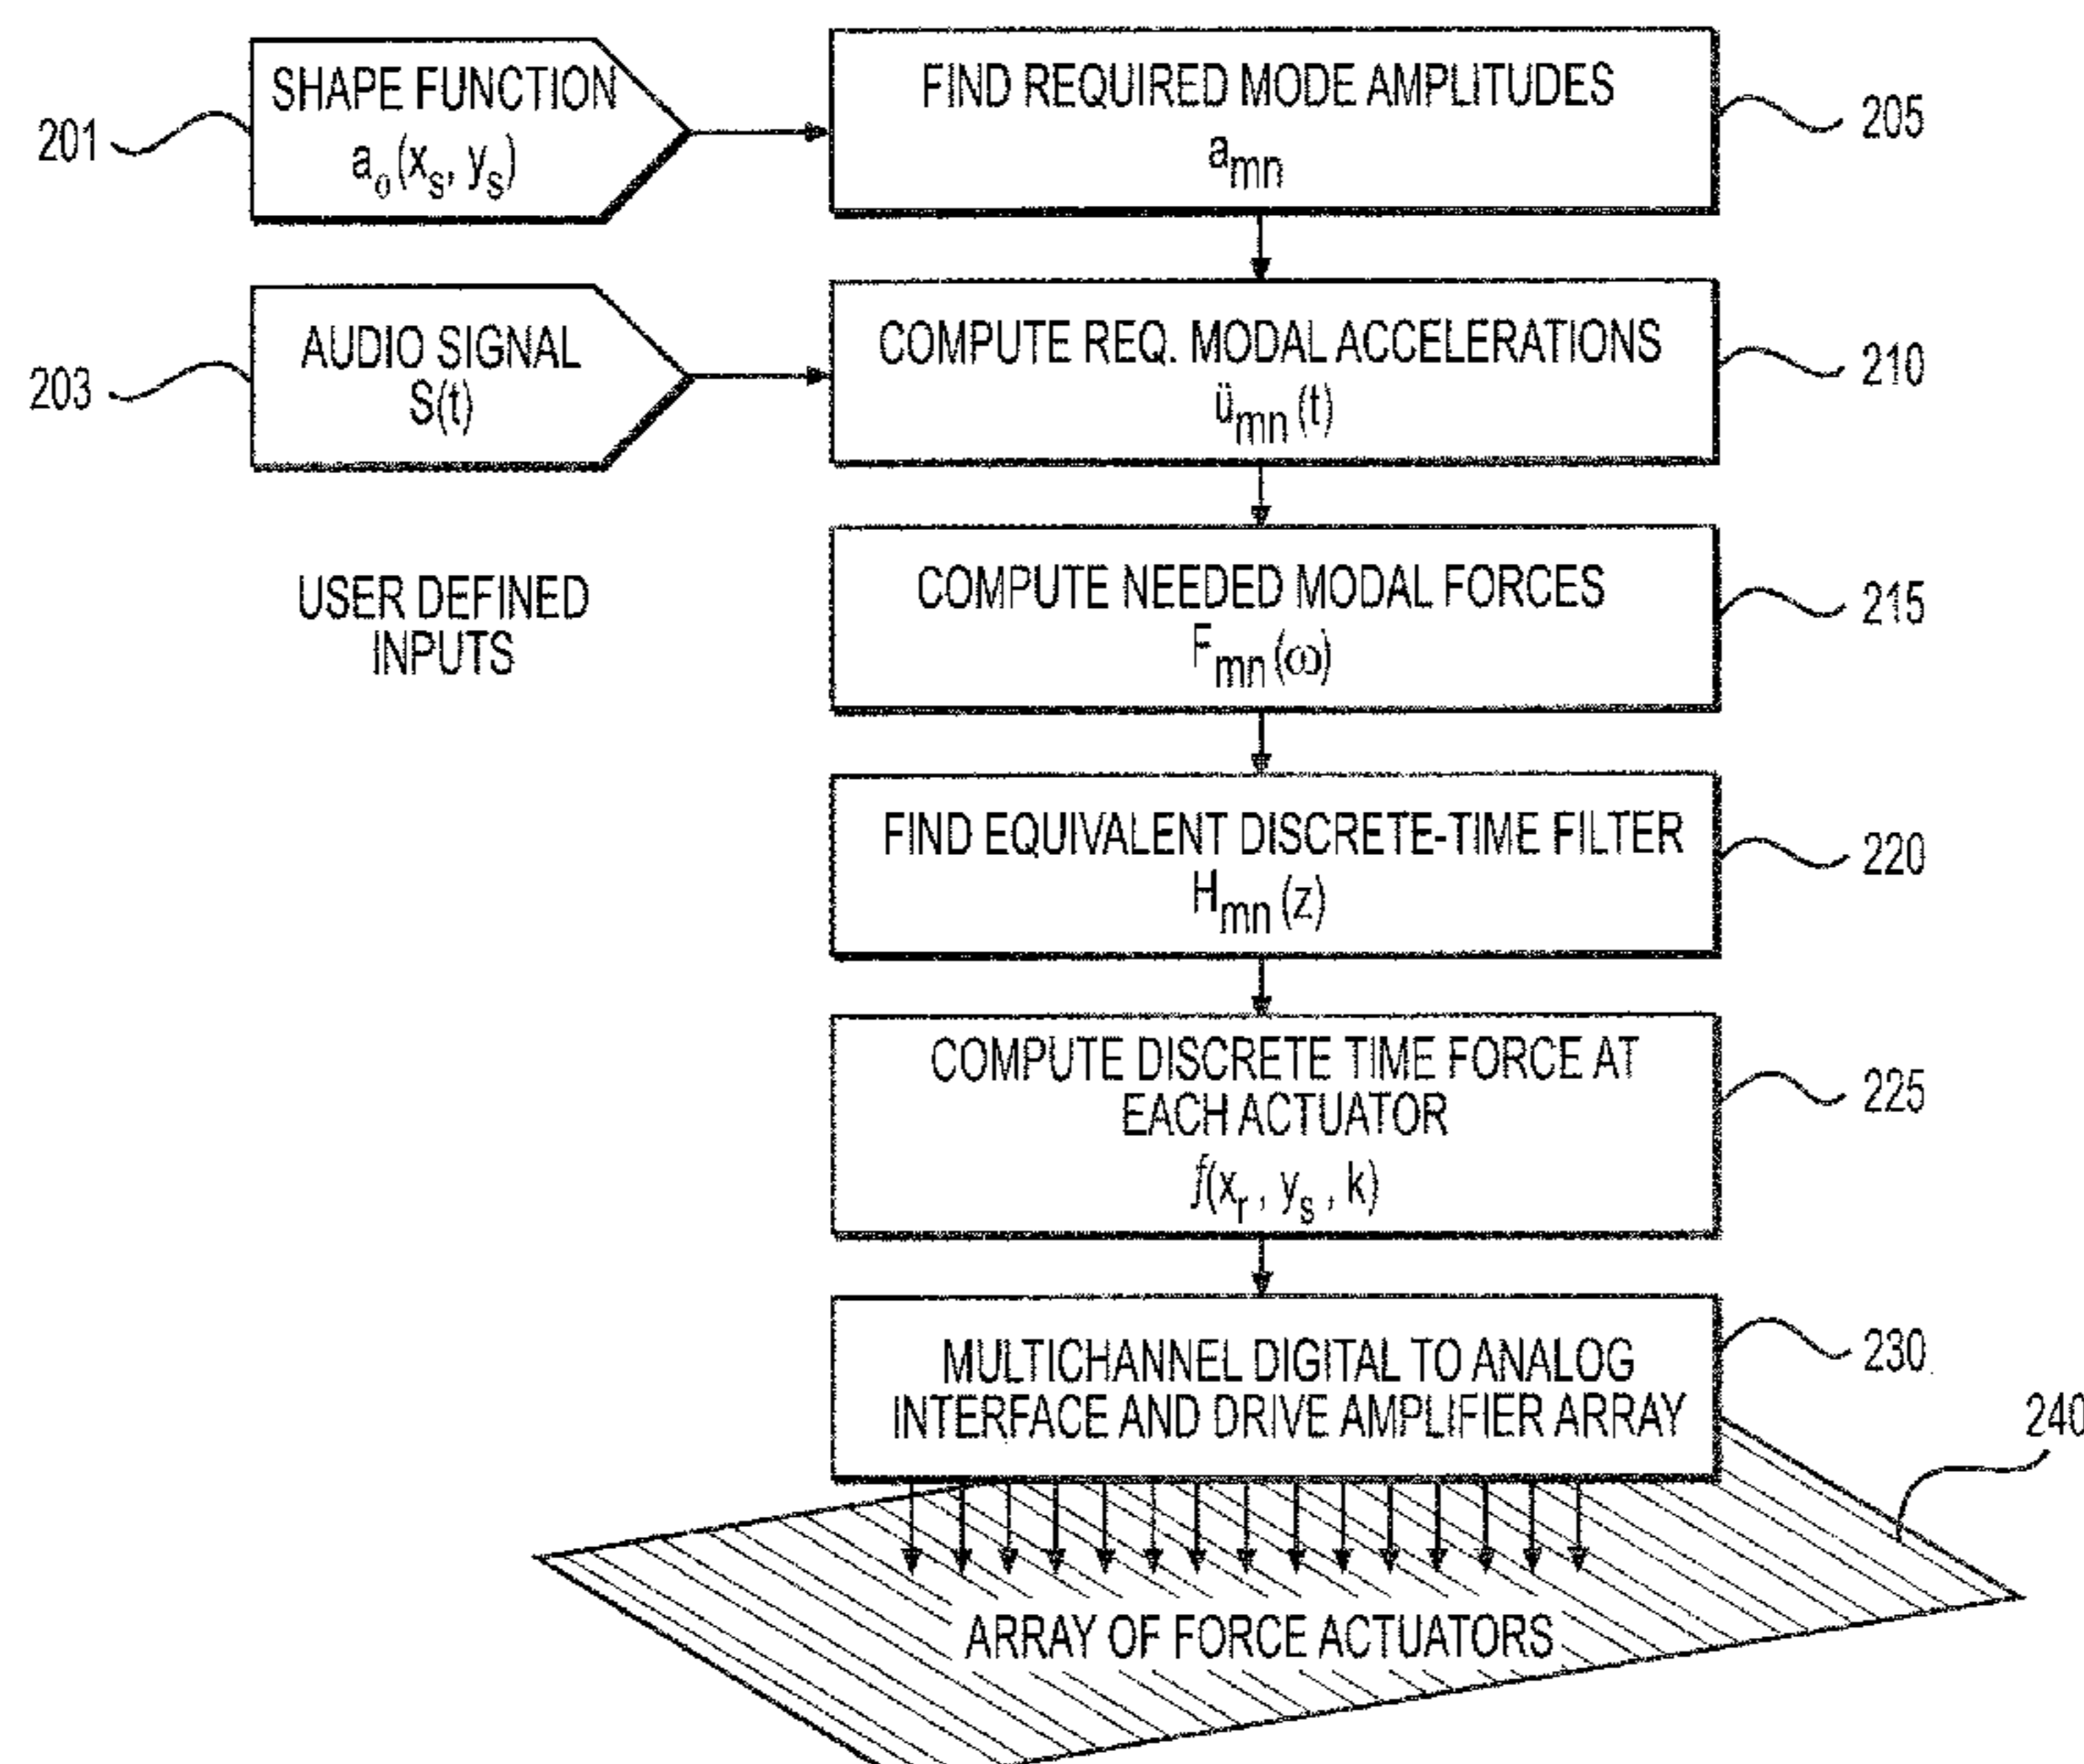 SHAPE FUNCTION
aₒ(xₛ, yₛ)
201
FIND REQUIRED MODE AMPLITUDES
aₘₙ
205
AUDIO SIGNAL
S(t)
203
COMPUTE REQ. MODAL ACCELERATIONS
üₘₙ(t)
210
USER DEFINED
INPUTS
COMPUTE NEEDED MODAL FORCES
Fₘₙ(ω)
215
FIND EQUIVALENT DISCRETE-TIME FILTER
Hₘₙ(z)
220
COMPUTE DISCRETE TIME FORCE AT
EACH ACTUATOR
f(xᵣ, yₛ, k)
225
MULTICHANNEL DIGITAL TO ANALOG
INTERFACE AND DRIVE AMPLIFIER ARRAY
230
240
ARRAY OF FORCE ACTUATORS